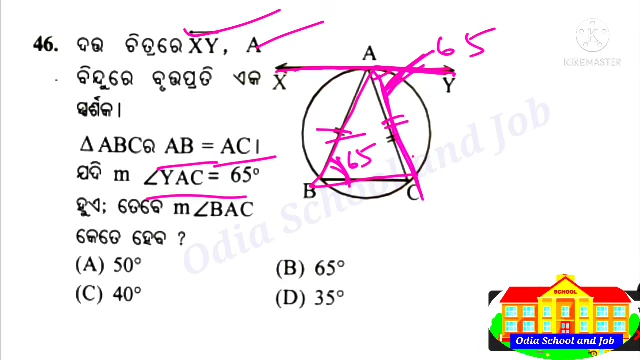 46. ଦତ୍ତ ଚିତ୍ରରେ XY, A
ବିନ୍ଦୁରେ ବୃତ୍ତପ୍ରତି ଏକ
ସ୍ପର୍ଶକ।
Δ ABCର AB = AC।
ଯଦି m ∠YAC = 65°
ହୁଏ; ତେବେ m∠BAC
କେତେ ହେବ ?
(A) 50° (B) 65°
(C) 40° (D) 35°
A
X Y
B C
65
65
KINEMASTER
Odia School and Job
SCHOOL
Odia School and Job